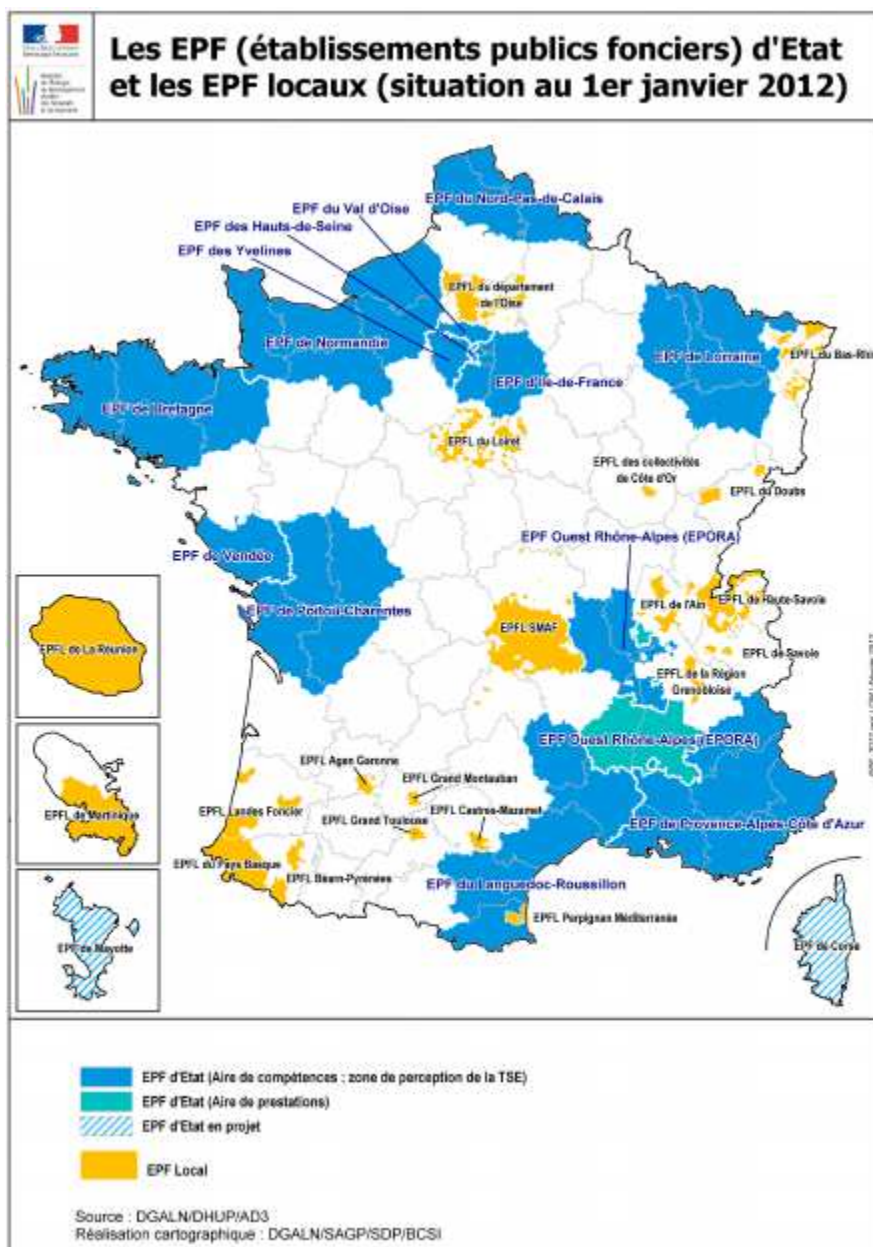 Les EPF (établissements publics fonciers) d'Etat
et les EPF locaux (situation au 1er janvier 2012)
EPF du Nord-Pas-de-Calais
EPF du Val d'Oise
EPF des Hauts-de-Seine
EPF des Yvelines
EPFL du département
de l'Oise
EPF de Normandie
EPF de Lorraine
EPFL du Bas-Rhin
EPF d'Ile-de-France
EPF de Bretagne
EPFL du Loiret
EPFL des collectivités
de Côte d'Or
EPFL du Doubs
EPF Ouest Rhône-Alpes (EPORA)
EPF de Vendée
EPF de Poitou-Charentes
EPFL de l'Ain
EPFL de Haute-Savoie
EPFL SMAF
EPFL de La Réunion
EPFL de Savoie
EPFL de la Région
Grenobloise
EPF Ouest Rhône-Alpes (EPORA)
EPFL Agen Garonne
EPFL Grand Montauban
EPFL Landes Foncier
EPFL Castres-Mazamet
EPFL Grand Toulouse
EPFL de Martinique
EPF de Provence-Alpes-Côte d'Azur
EPFL du Pays Basque
EPFL Béarn-Pyrénées
EPF du Languedoc-Roussillon
EPFL Perpignan Méditerranée
EPF de Mayotte
EPF de Corse
EPF d'Etat (Aire de compétences : zone de perception de la TSE)
EPF d'Etat (Aire de prestations)
EPF d'Etat en projet
EPF Local
Source : DGALN/DHUP/AD3
Réalisation cartographique : DGALN/SAGP/SDP/BCSI